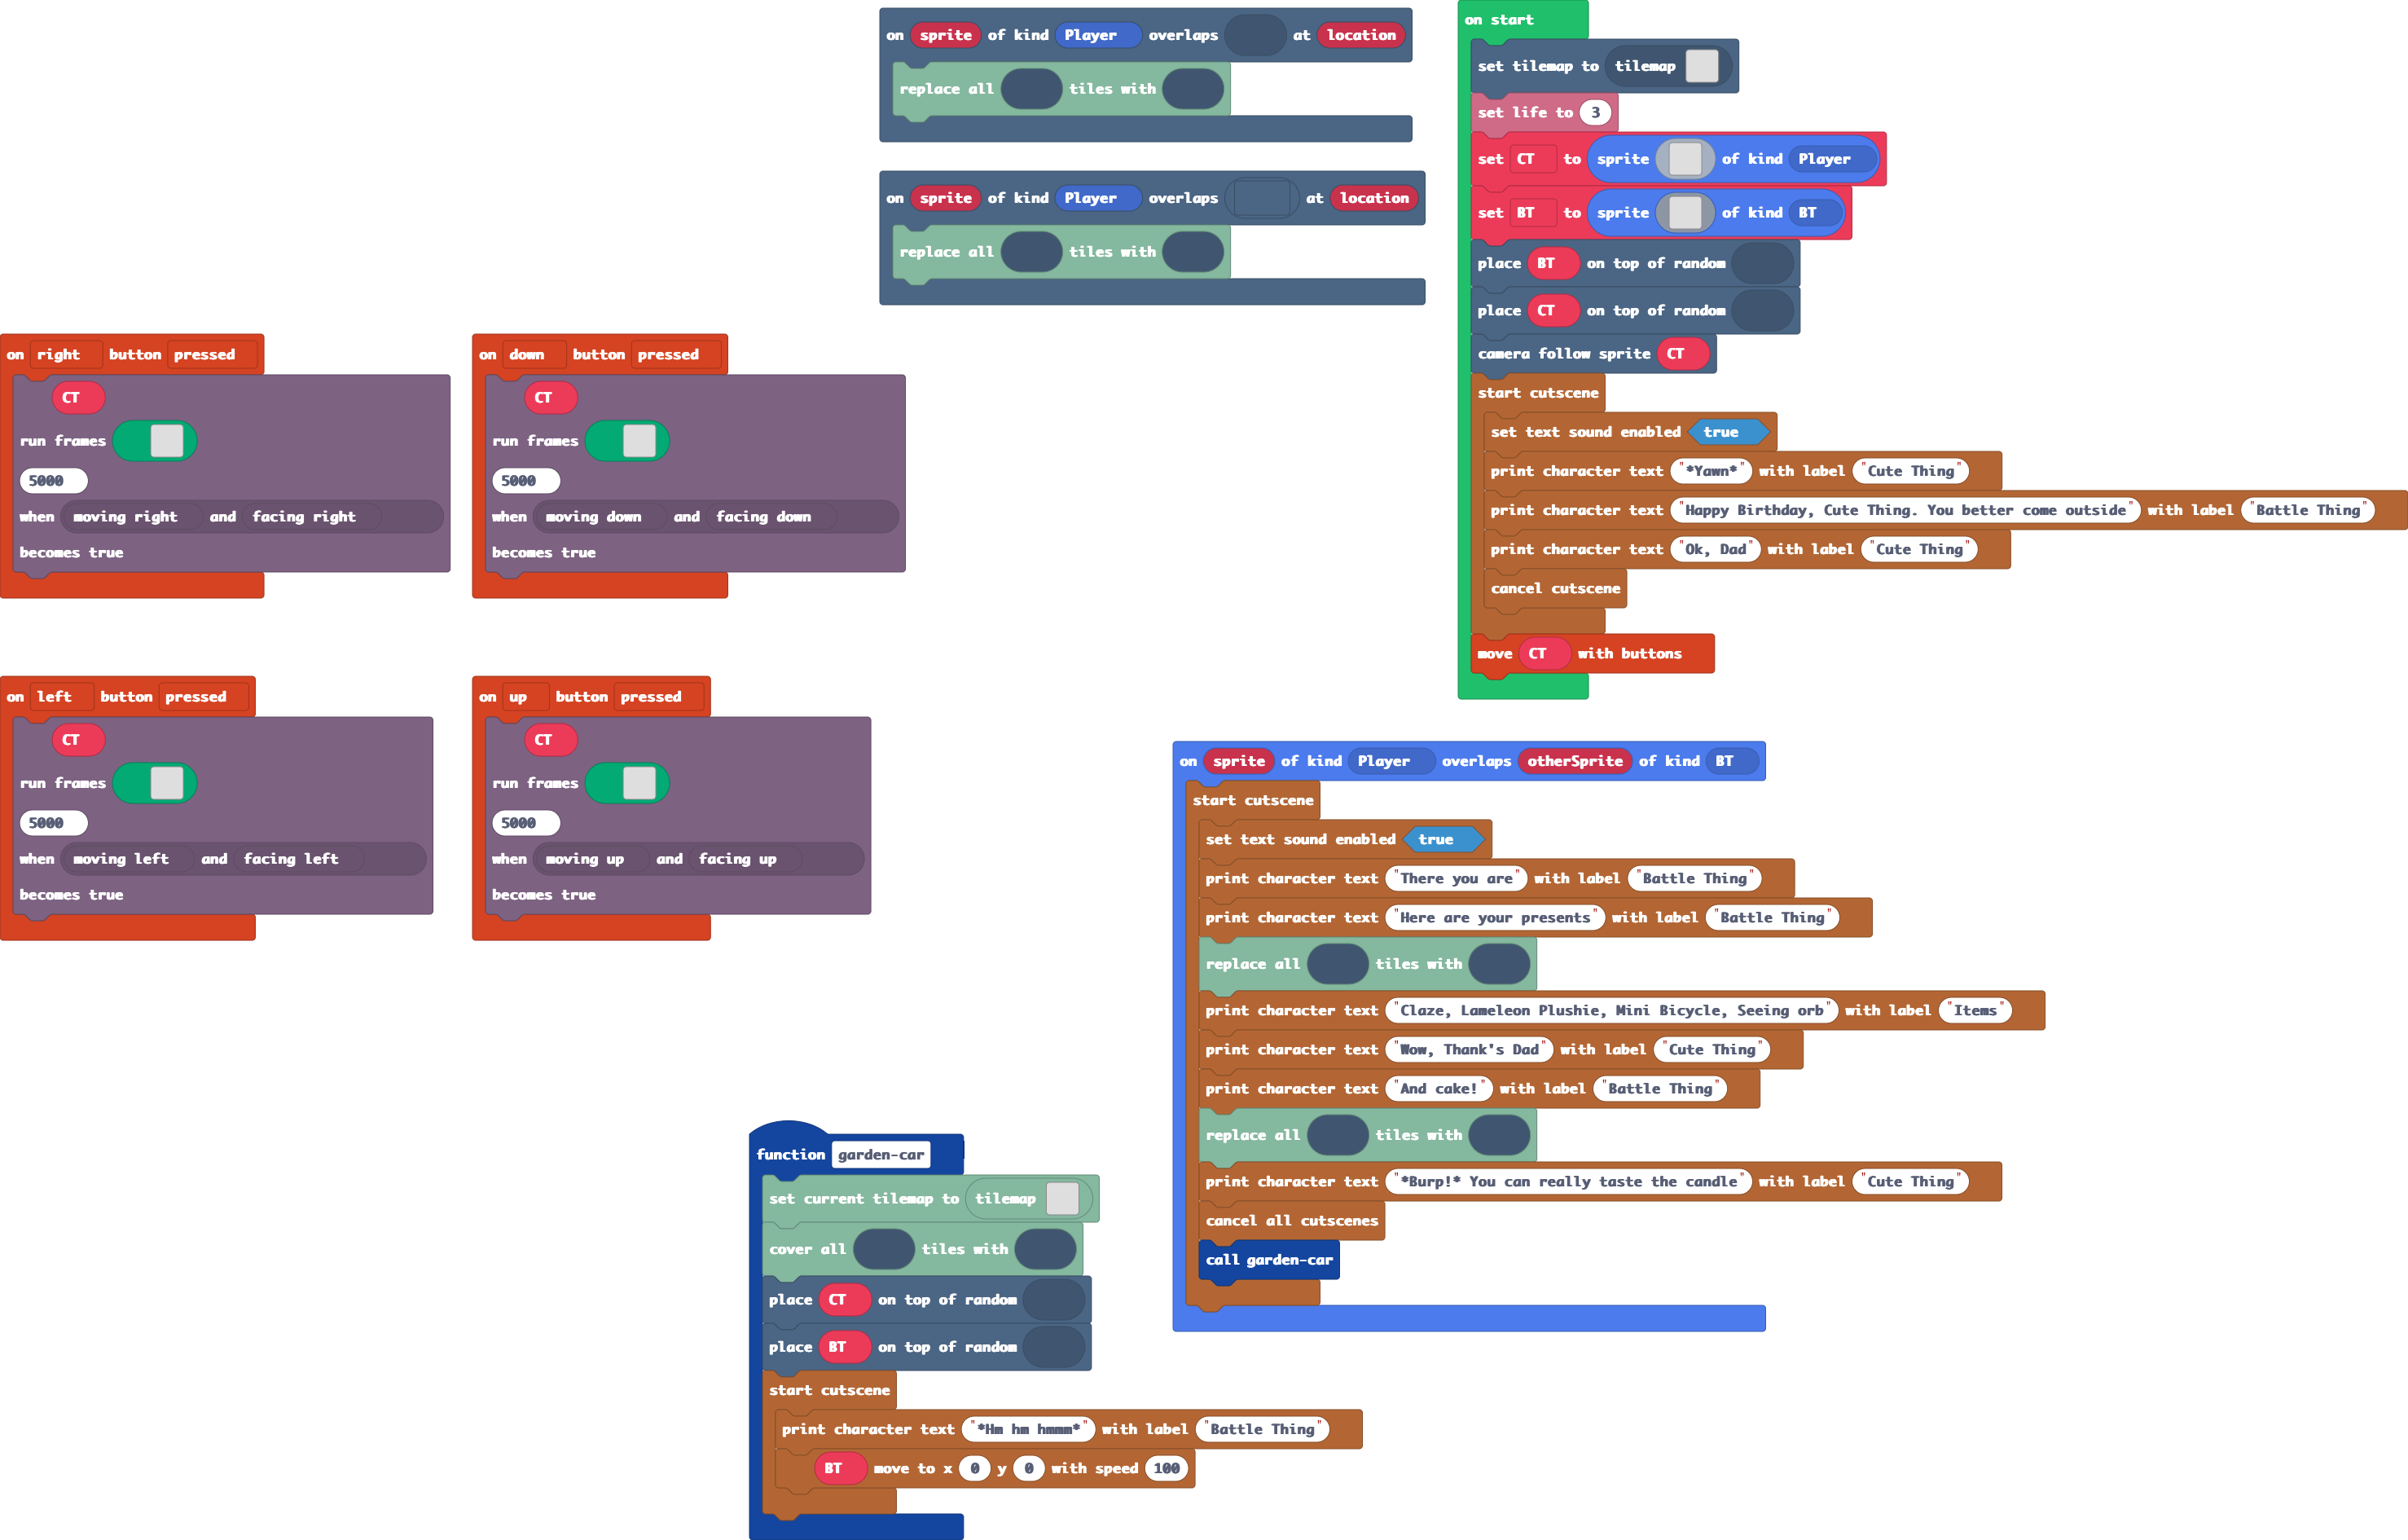 on sprite of kind Player overlaps at location
replace all tiles with
on sprite of kind Player overlaps at location
replace all tiles with
on start
set tilemap to tilemap
set life to 3
set CT to sprite of kind Player
set BT to sprite of kind BT
place BT on top of random
place CT on top of random
camera follow sprite CT
start cutscene
set text sound enabled true
print character text "*Yawn*" with label "Cute Thing"
print character text "Happy Birthday, Cute Thing. You better come outside" with label "Battle Thing"
print character text "Ok, Dad" with label "Cute Thing"
cancel cutscene
move CT with buttons
on right button pressed
CT
run frames
5000
when moving right and facing right
becomes true
on down button pressed
CT
run frames
5000
when moving down and facing down
becomes true
on left button pressed
CT
run frames
5000
when moving left and facing left
becomes true
on up button pressed
CT
run frames
5000
when moving up and facing up
becomes true
on sprite of kind Player overlaps otherSprite of kind BT
start cutscene
set text sound enabled true
print character text "There you are" with label "Battle Thing"
print character text "Here are your presents" with label "Battle Thing"
replace all tiles with
print character text "Claze, Lameleon Plushie, Mini Bicycle, Seeing orb" with label "Items"
print character text "Wow, Thank's Dad" with label "Cute Thing"
print character text "And cake!" with label "Battle Thing"
replace all tiles with
print character text "*Burp!* You can really taste the candle" with label "Cute Thing"
cancel all cutscenes
call garden-car
function garden-car
set current tilemap to tilemap
cover all tiles with
place CT on top of random
place BT on top of random
start cutscene
print character text "*Hm hm hmmm*" with label "Battle Thing"
BT move to x 0 y 0 with speed 100